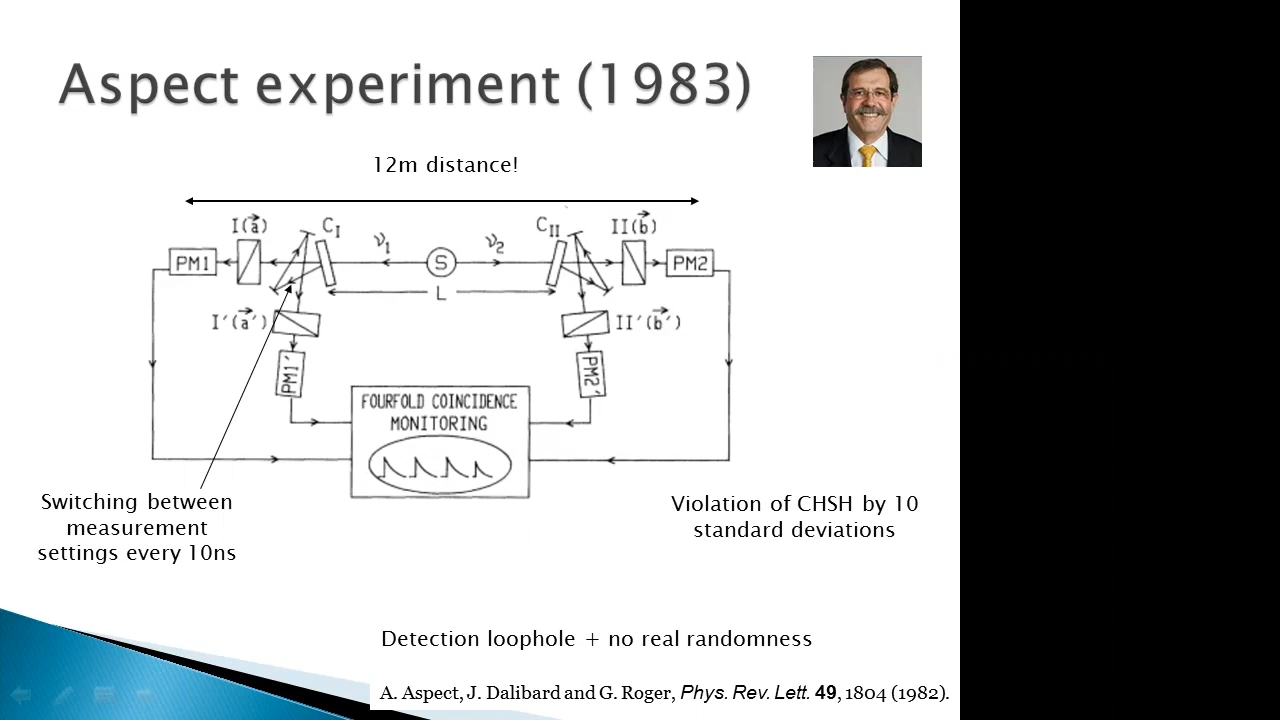 Aspect experiment (1983)
12m distance!
I(a⃗)
C_I
ν₁
S
ν₂
C_II
II(b⃗)
PM1
PM2
L
I′(a⃗′)
II′(b⃗′)
PM1′
PM2′
FOURFOLD COINCIDENCE
MONITORING
Switching between
measurement
settings every 10ns
Violation of CHSH by 10
standard deviations
Detection loophole + no real randomness
A. Aspect, J. Dalibard and G. Roger, Phys. Rev. Lett. 49, 1804 (1982).